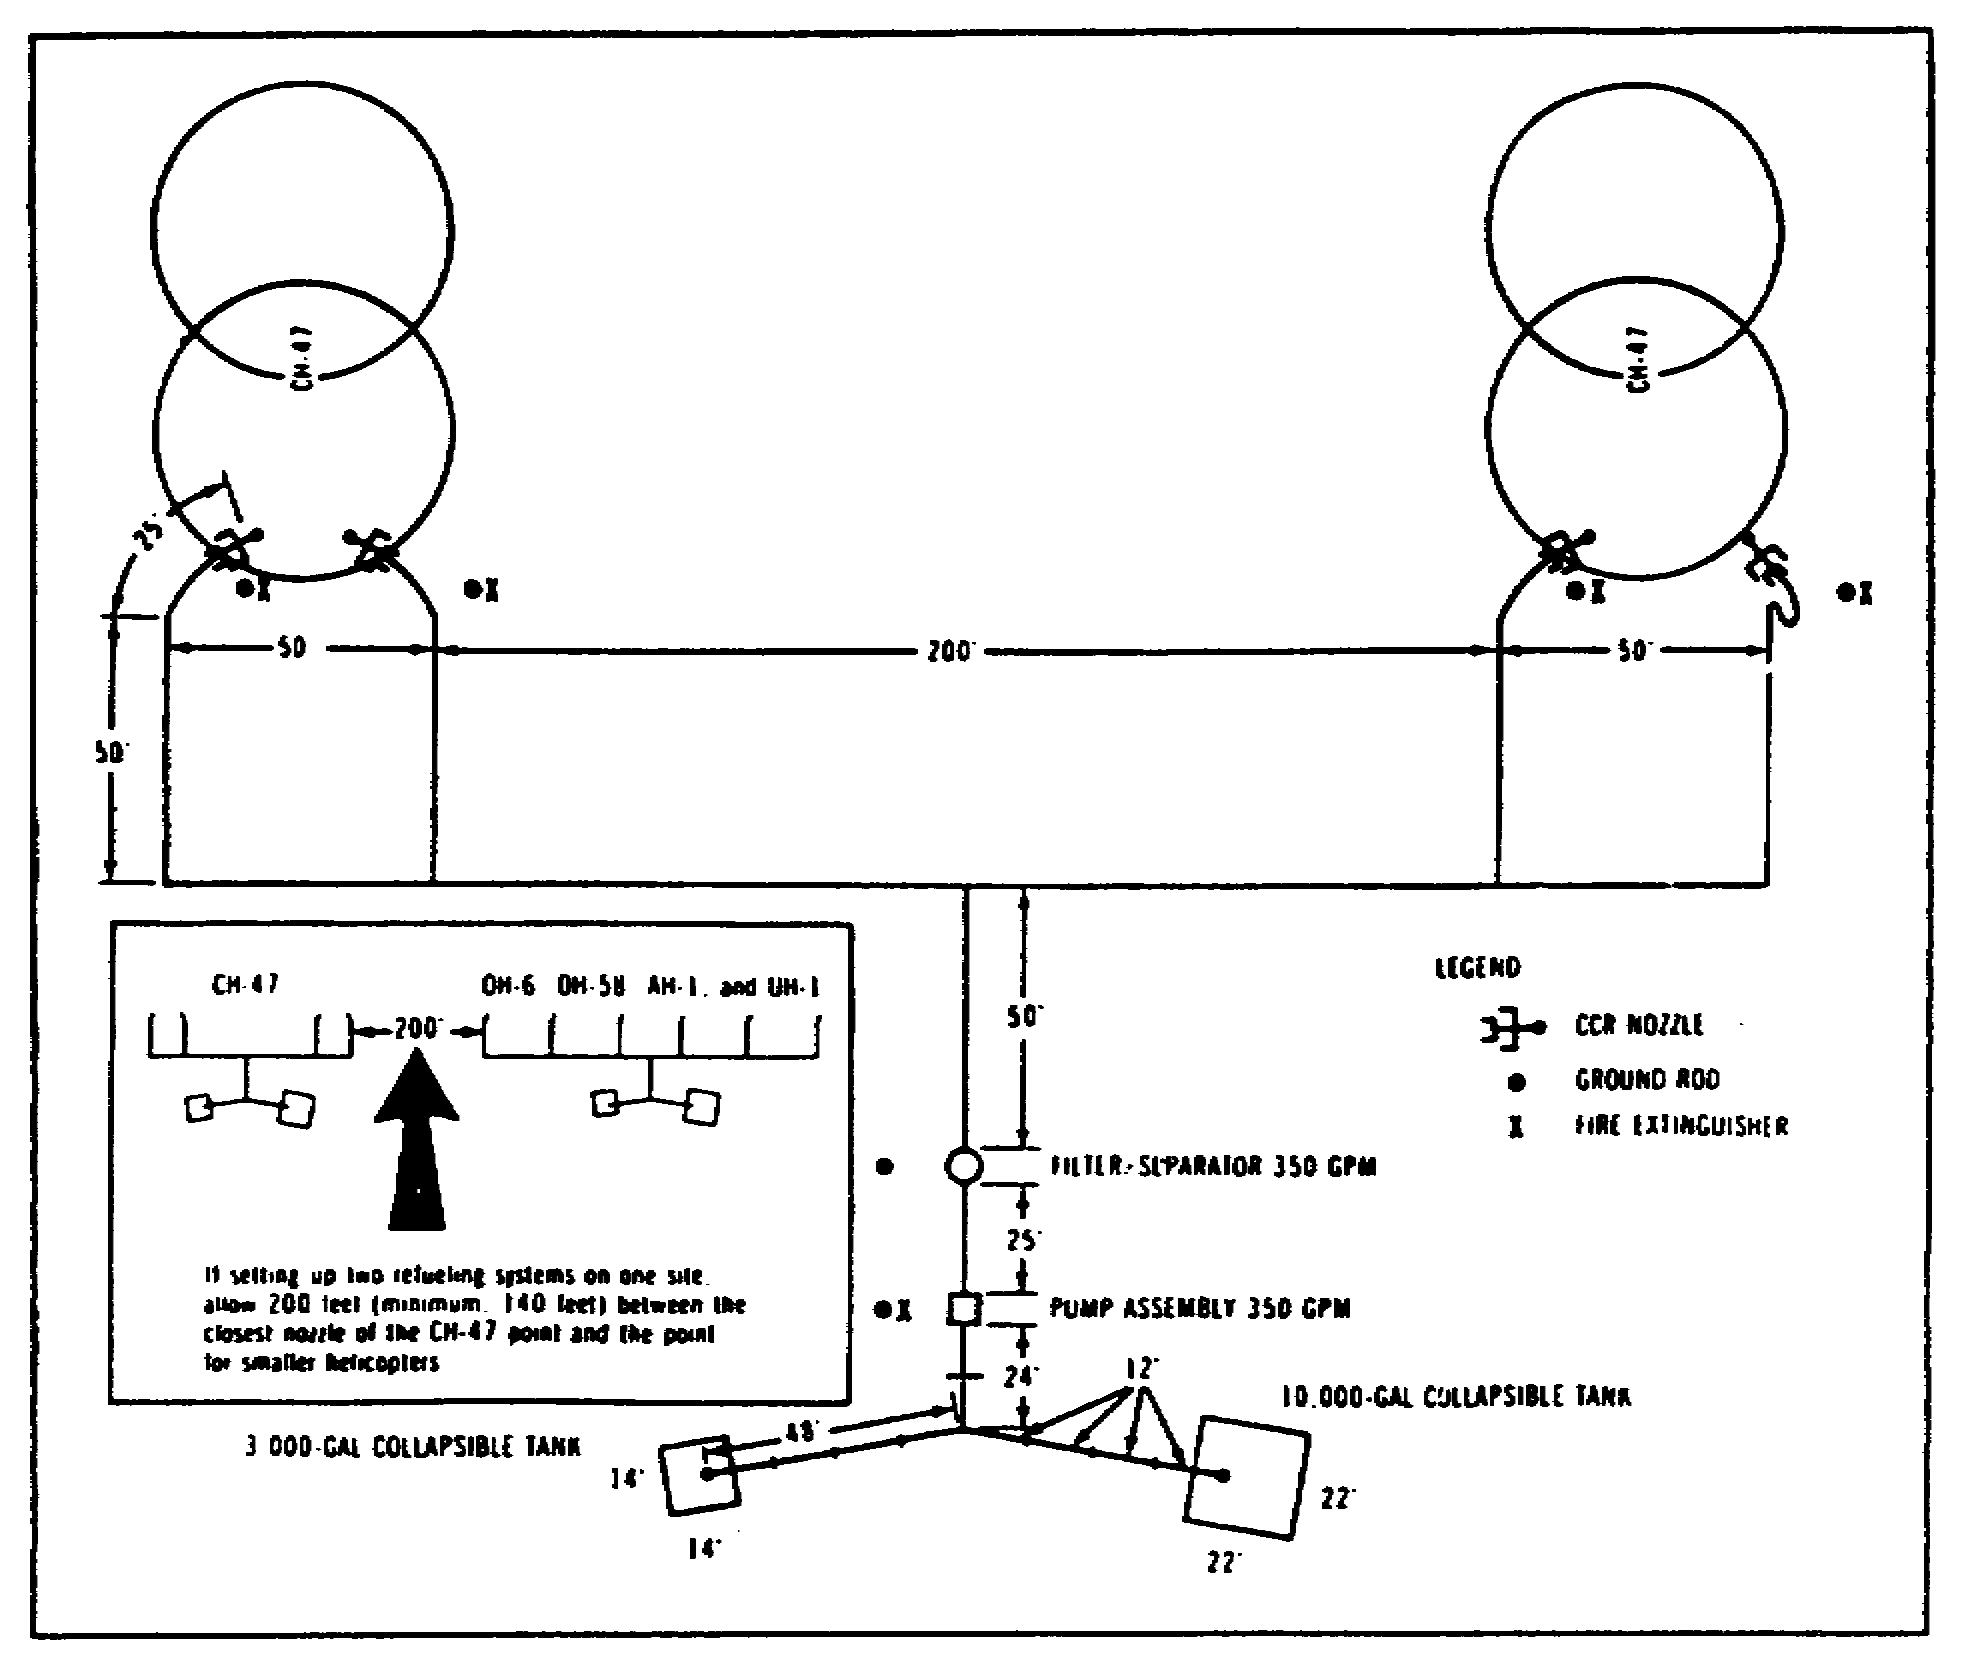 CH-47
CH-47
25'
50
200'
50'
50'
CH-47
OH-6 OH-58 AH-1, and UH-1
200'
If setting up two refueling systems on one site,
allow 200 feet (minimum, 140 feet) between the
closest nozzle of the CH-47 point and the point
for smaller helicopters
50'
LEGEND
CCR NOZZLE
GROUND ROD
X FIRE EXTINGUISHER
FILTER-SEPARATOR 350 GPM
25'
X
PUMP ASSEMBLY 350 GPM
24'
12'
10,000-GAL COLLAPSIBLE TANK
48'
3 000-GAL COLLAPSIBLE TANK
14'
14'
22'
22'
X
X
X
X